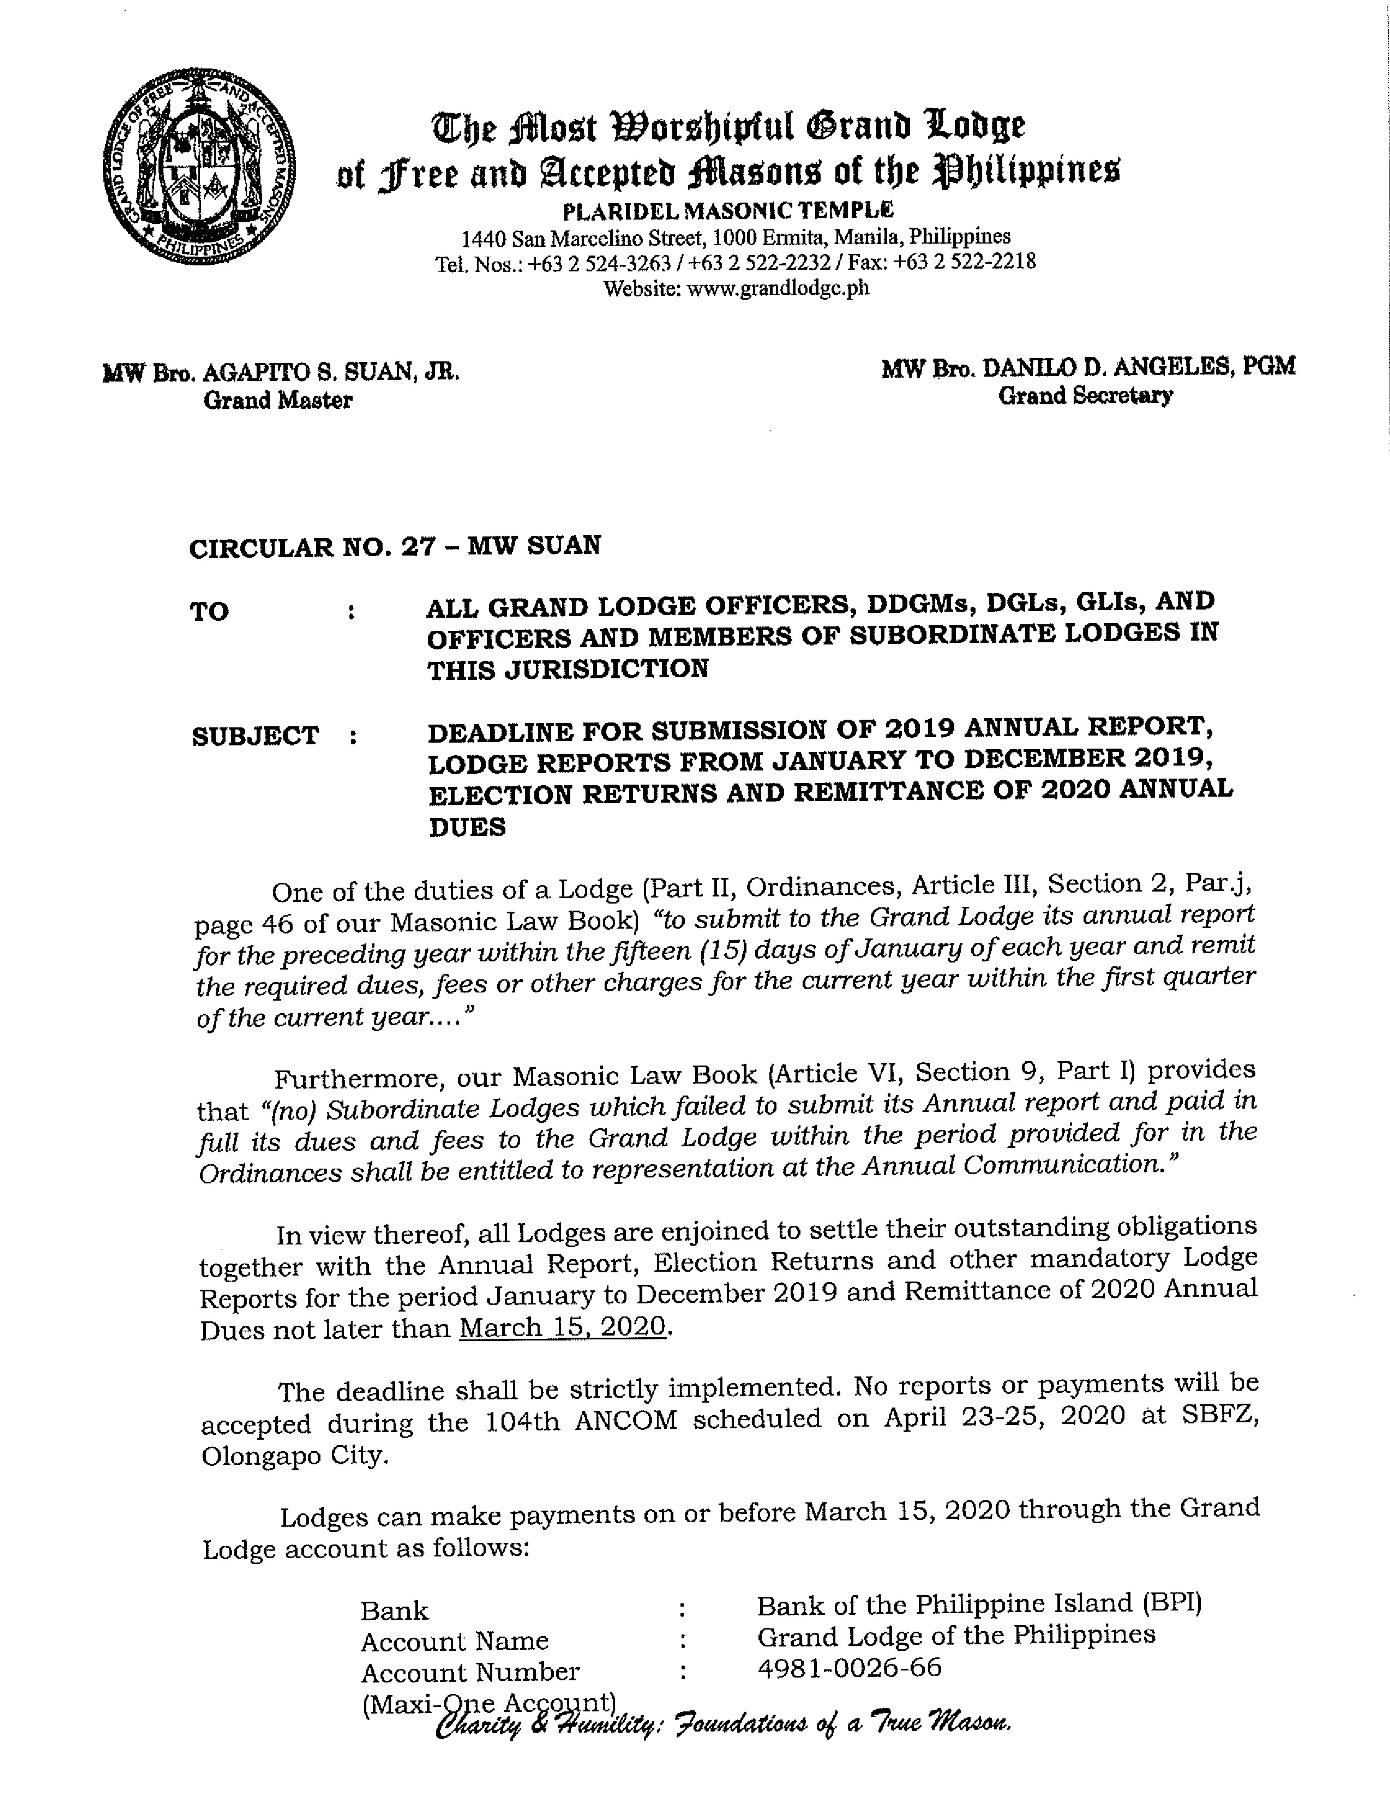 GRAND LODGE OF FREE AND ACCEPTED MASONS
PHILIPPINES
The Most Worshipful Grand Lodge
of Free and Accepted Masons of the Philippines
PLARIDEL MASONIC TEMPLE
1440 San Marcelino Street, 1000 Ermita, Manila, Philippines
Tel. Nos.: +63 2 524-3263 / +63 2 522-2232 / Fax: +63 2 522-2218
Website: www.grandlodge.ph
MW Bro. AGAPITO S. SUAN, JR.
Grand Master
MW Bro. DANILO D. ANGELES, PGM
Grand Secretary
CIRCULAR NO. 27 – MW SUAN
TO : ALL GRAND LODGE OFFICERS, DDGMs, DGLs, GLIs, AND
OFFICERS AND MEMBERS OF SUBORDINATE LODGES IN
THIS JURISDICTION
SUBJECT : DEADLINE FOR SUBMISSION OF 2019 ANNUAL REPORT,
LODGE REPORTS FROM JANUARY TO DECEMBER 2019,
ELECTION RETURNS AND REMITTANCE OF 2020 ANNUAL
DUES
One of the duties of a Lodge (Part II, Ordinances, Article III, Section 2, Par.j,
page 46 of our Masonic Law Book) “to submit to the Grand Lodge its annual report
for the preceding year within the fifteen (15) days of January of each year and remit
the required dues, fees or other charges for the current year within the first quarter
of the current year....”
Furthermore, our Masonic Law Book (Article VI, Section 9, Part I) provides
that “(no) Subordinate Lodges which failed to submit its Annual report and paid in
full its dues and fees to the Grand Lodge within the period provided for in the
Ordinances shall be entitled to representation at the Annual Communication.”
In view thereof, all Lodges are enjoined to settle their outstanding obligations
together with the Annual Report, Election Returns and other mandatory Lodge
Reports for the period January to December 2019 and Remittance of 2020 Annual
Dues not later than March 15, 2020.
The deadline shall be strictly implemented. No reports or payments will be
accepted during the 104th ANCOM scheduled on April 23-25, 2020 at SBFZ,
Olongapo City.
Lodges can make payments on or before March 15, 2020 through the Grand
Lodge account as follows:
Bank : Bank of the Philippine Island (BPI)
Account Name : Grand Lodge of the Philippines
Account Number : 4981-0026-66
(Maxi-One Account)
Charity & Humility: Foundations of a True Mason.